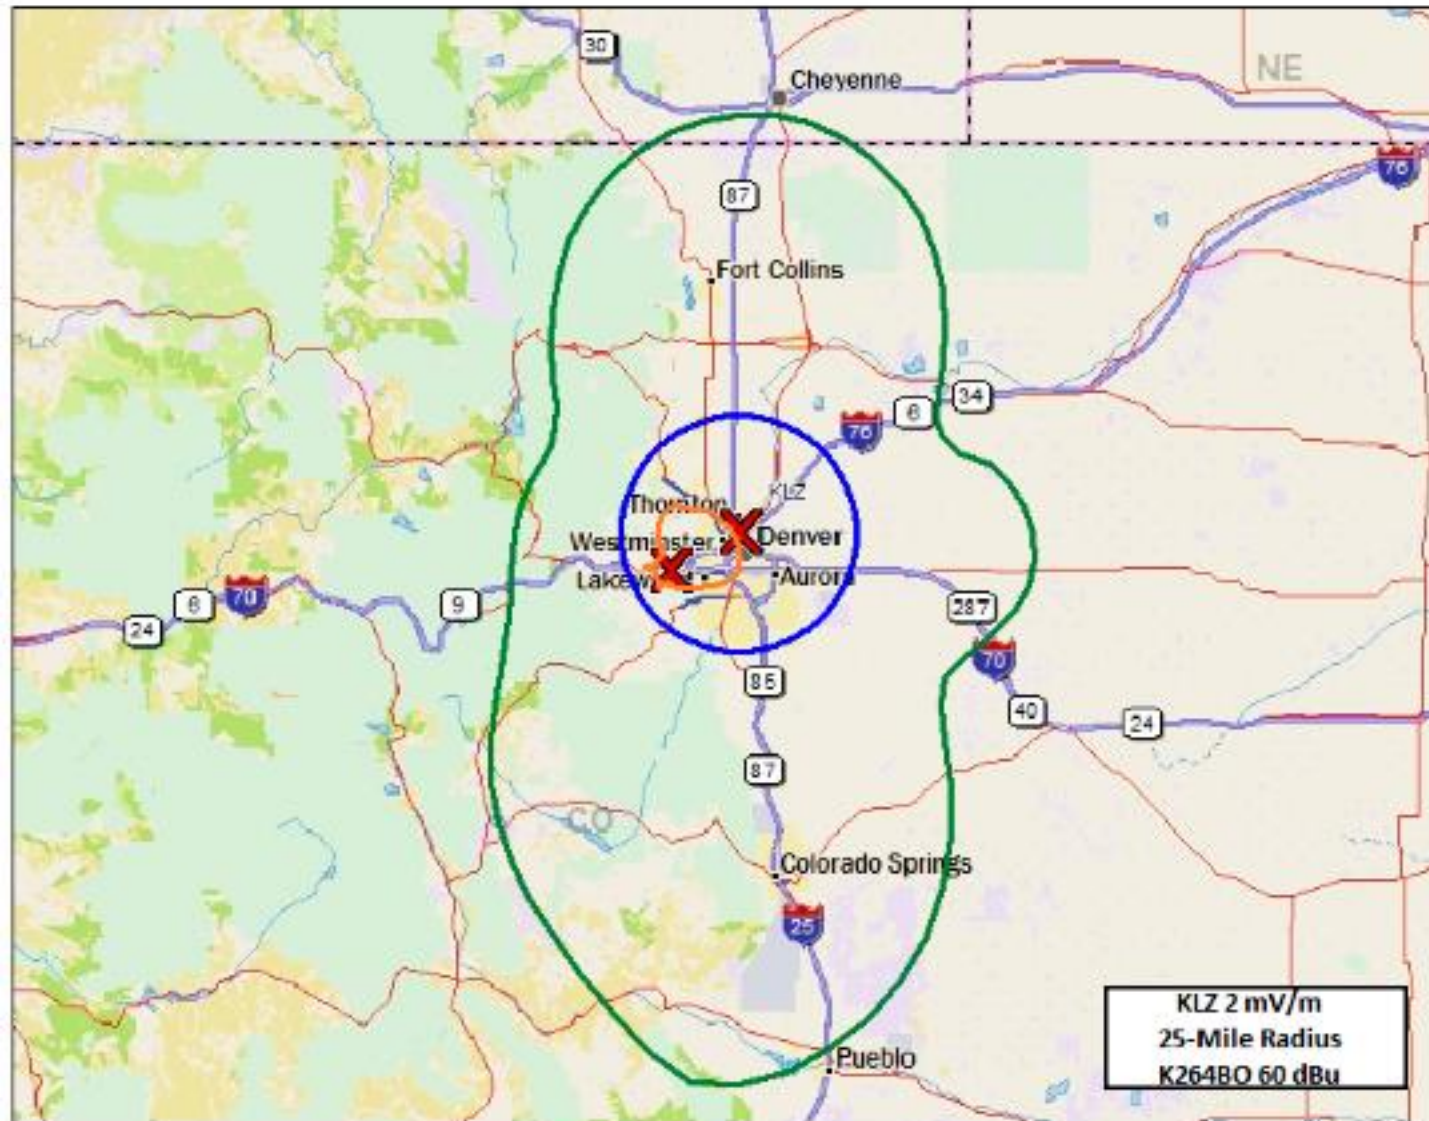 30
Cheyenne
NE
76
87
Fort Collins
34
6
76
KLZ
Thornton
Westminster
Denver
Lakewood
Aurora
70
6
9
24
287
70
85
40
24
87
CO
Colorado Springs
25
Pueblo
KLZ 2 mV/m
25-Mile Radius
K264BO 60 dBu